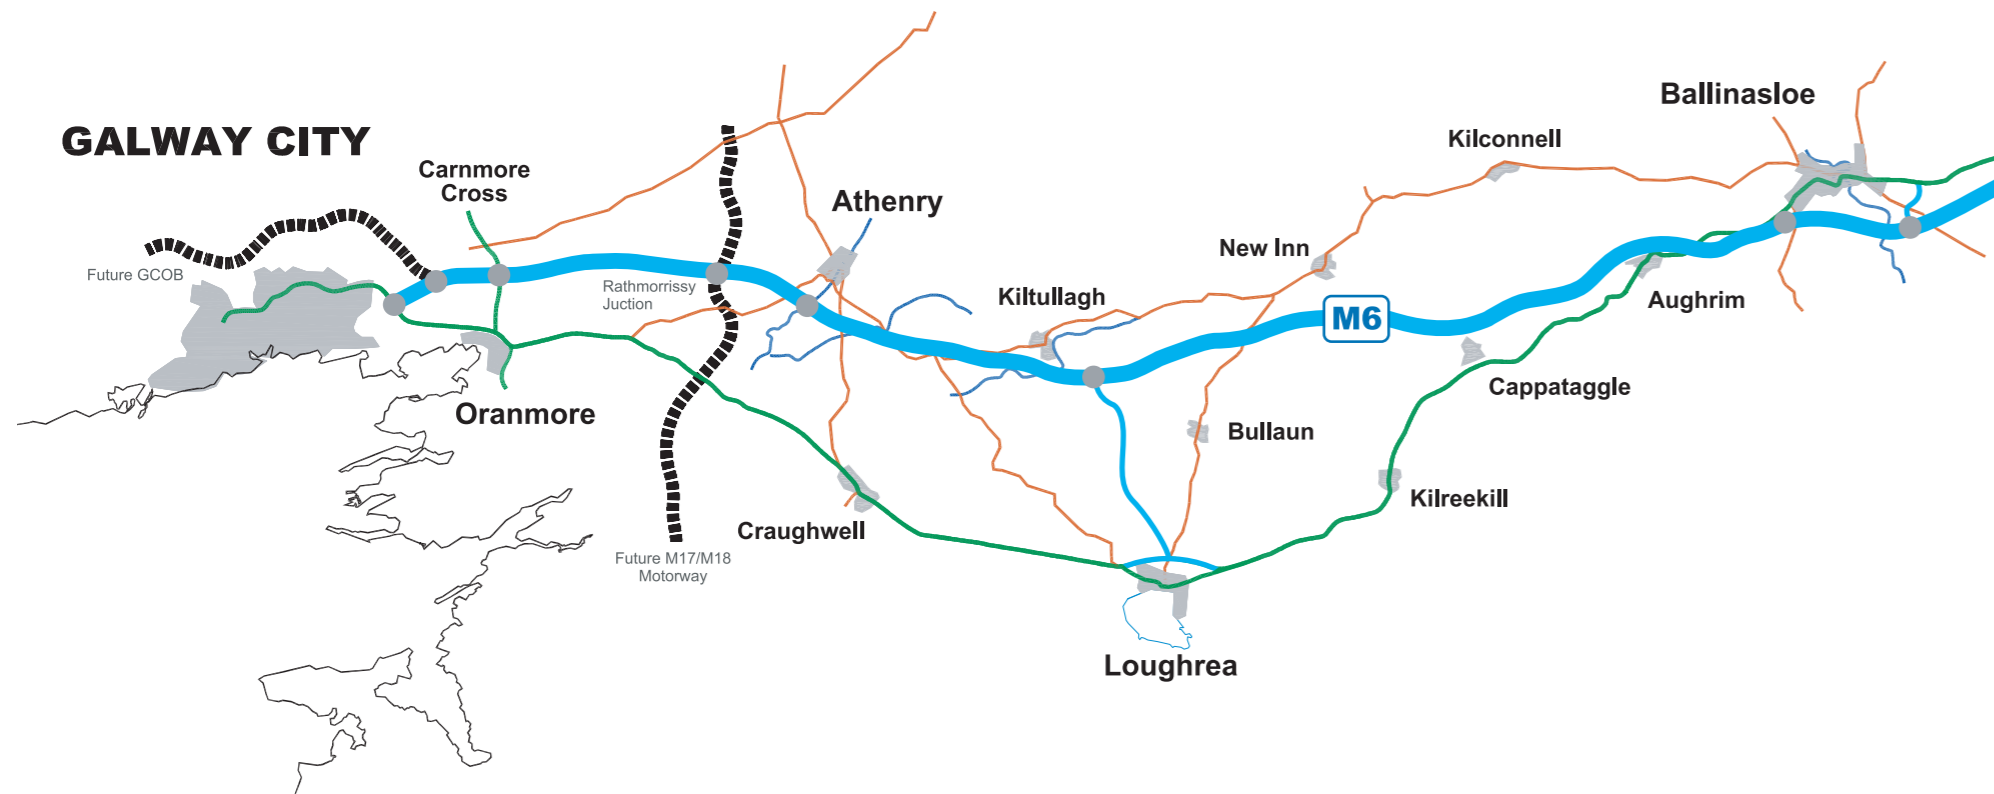 Ballinasloe
GALWAY CITY
Kilconnell
Carnmore
Cross
Athenry
New Inn
Future GCOB
Rathmorrissy
Juction
Kiltullagh
Aughrim
M6
Cappataggle
Oranmore
Bullaun
Kilreekill
Craughwell
Future M17/M18
Motorway
Loughrea